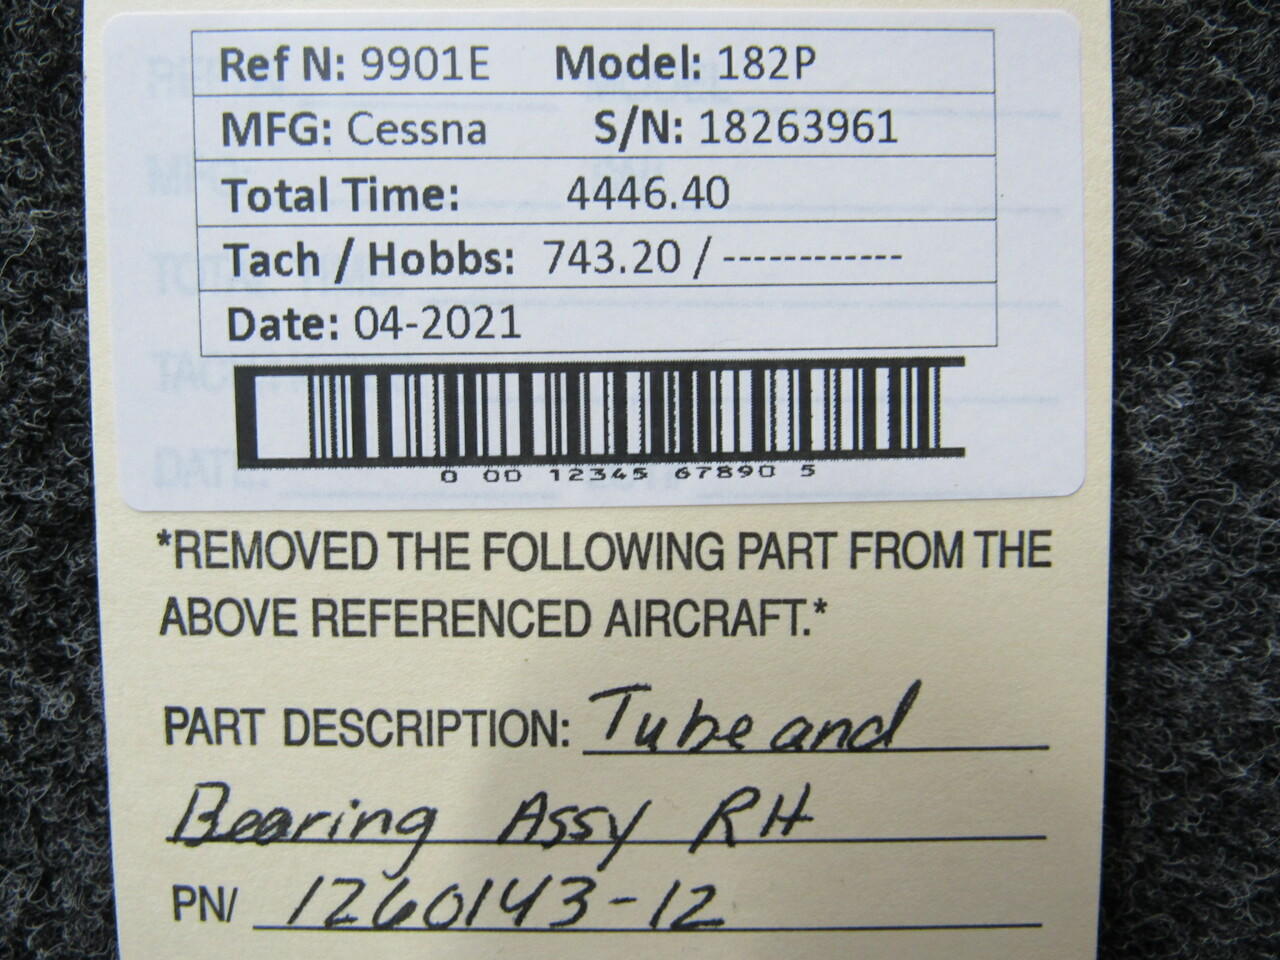 Ref N: 9901E Model: 182P
MFG: Cessna S/N: 18263961
Total Time: 4446.40
Tach / Hobbs: 743.20 / ------------
Date: 04-2021
0 00 12345 67890 5
*REMOVED THE FOLLOWING PART FROM THE
ABOVE REFERENCED AIRCRAFT.*
PART DESCRIPTION: Tube and
Bearing Assy RH
PN/ 1260143-12